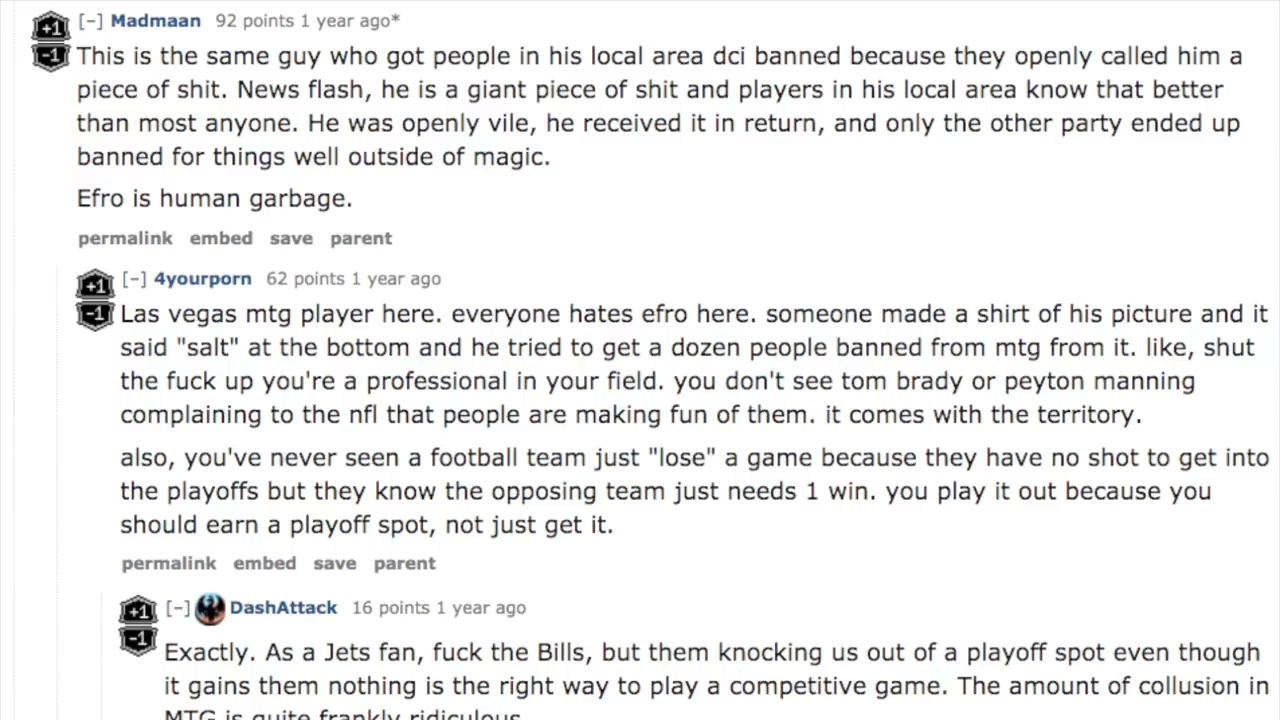 +1 [-] Madmaan 92 points 1 year ago*
-1 This is the same guy who got people in his local area dci banned because they openly called him a
piece of shit. News flash, he is a giant piece of shit and players in his local area know that better
than most anyone. He was openly vile, he received it in return, and only the other party ended up
banned for things well outside of magic.
Efro is human garbage.
permalink embed save parent
+1 [-] 4yourporn 62 points 1 year ago
-1 Las vegas mtg player here. everyone hates efro here. someone made a shirt of his picture and it
said "salt" at the bottom and he tried to get a dozen people banned from mtg from it. like, shut
the fuck up you're a professional in your field. you don't see tom brady or peyton manning
complaining to the nfl that people are making fun of them. it comes with the territory.
also, you've never seen a football team just "lose" a game because they have no shot to get into
the playoffs but they know the opposing team just needs 1 win. you play it out because you
should earn a playoff spot, not just get it.
permalink embed save parent
+1 [-] DashAttack 16 points 1 year ago
-1
Exactly. As a Jets fan, fuck the Bills, but them knocking us out of a playoff spot even though
it gains them nothing is the right way to play a competitive game. The amount of collusion in
MTG is quite frankly ridiculous.